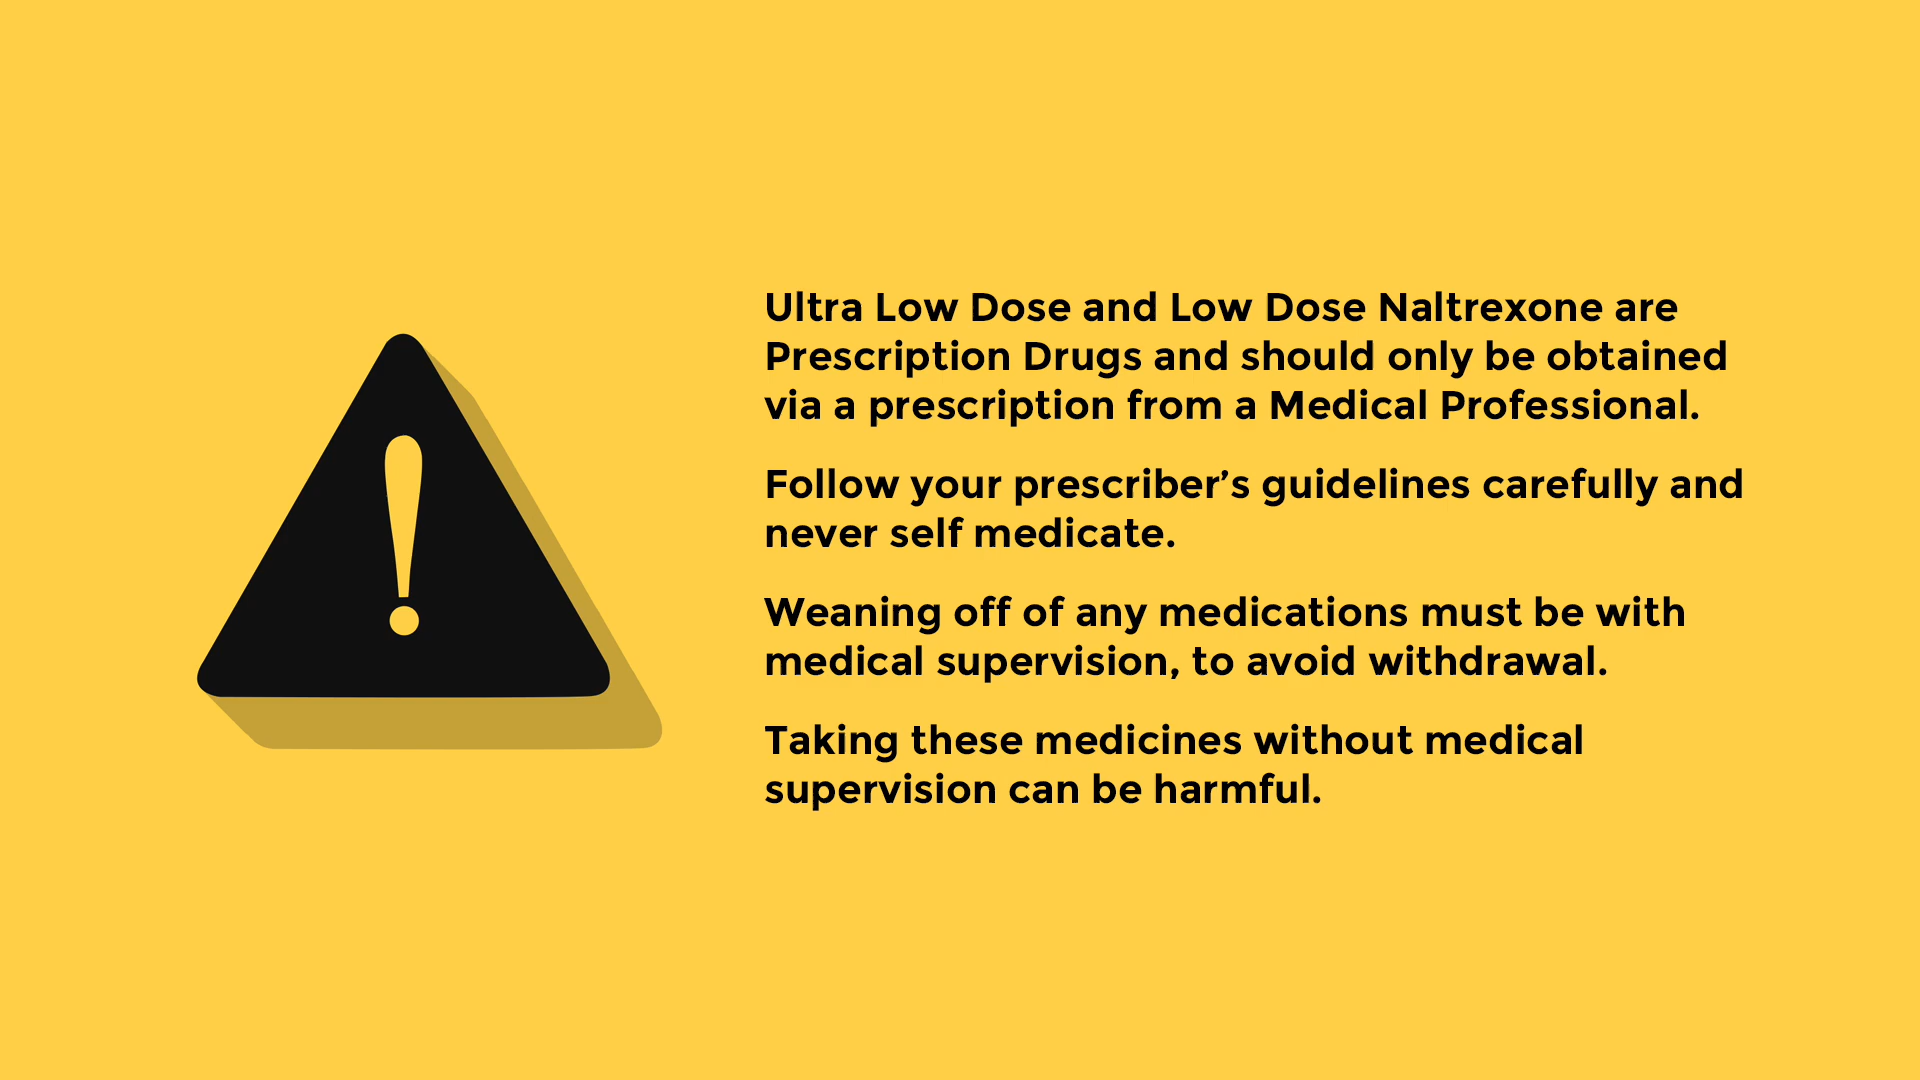 Ultra Low Dose and Low Dose Naltrexone are
Prescription Drugs and should only be obtained
via a prescription from a Medical Professional.
Follow your prescriber’s guidelines carefully and
never self medicate.
Weaning off of any medications must be with
medical supervision, to avoid withdrawal.
Taking these medicines without medical
supervision can be harmful.